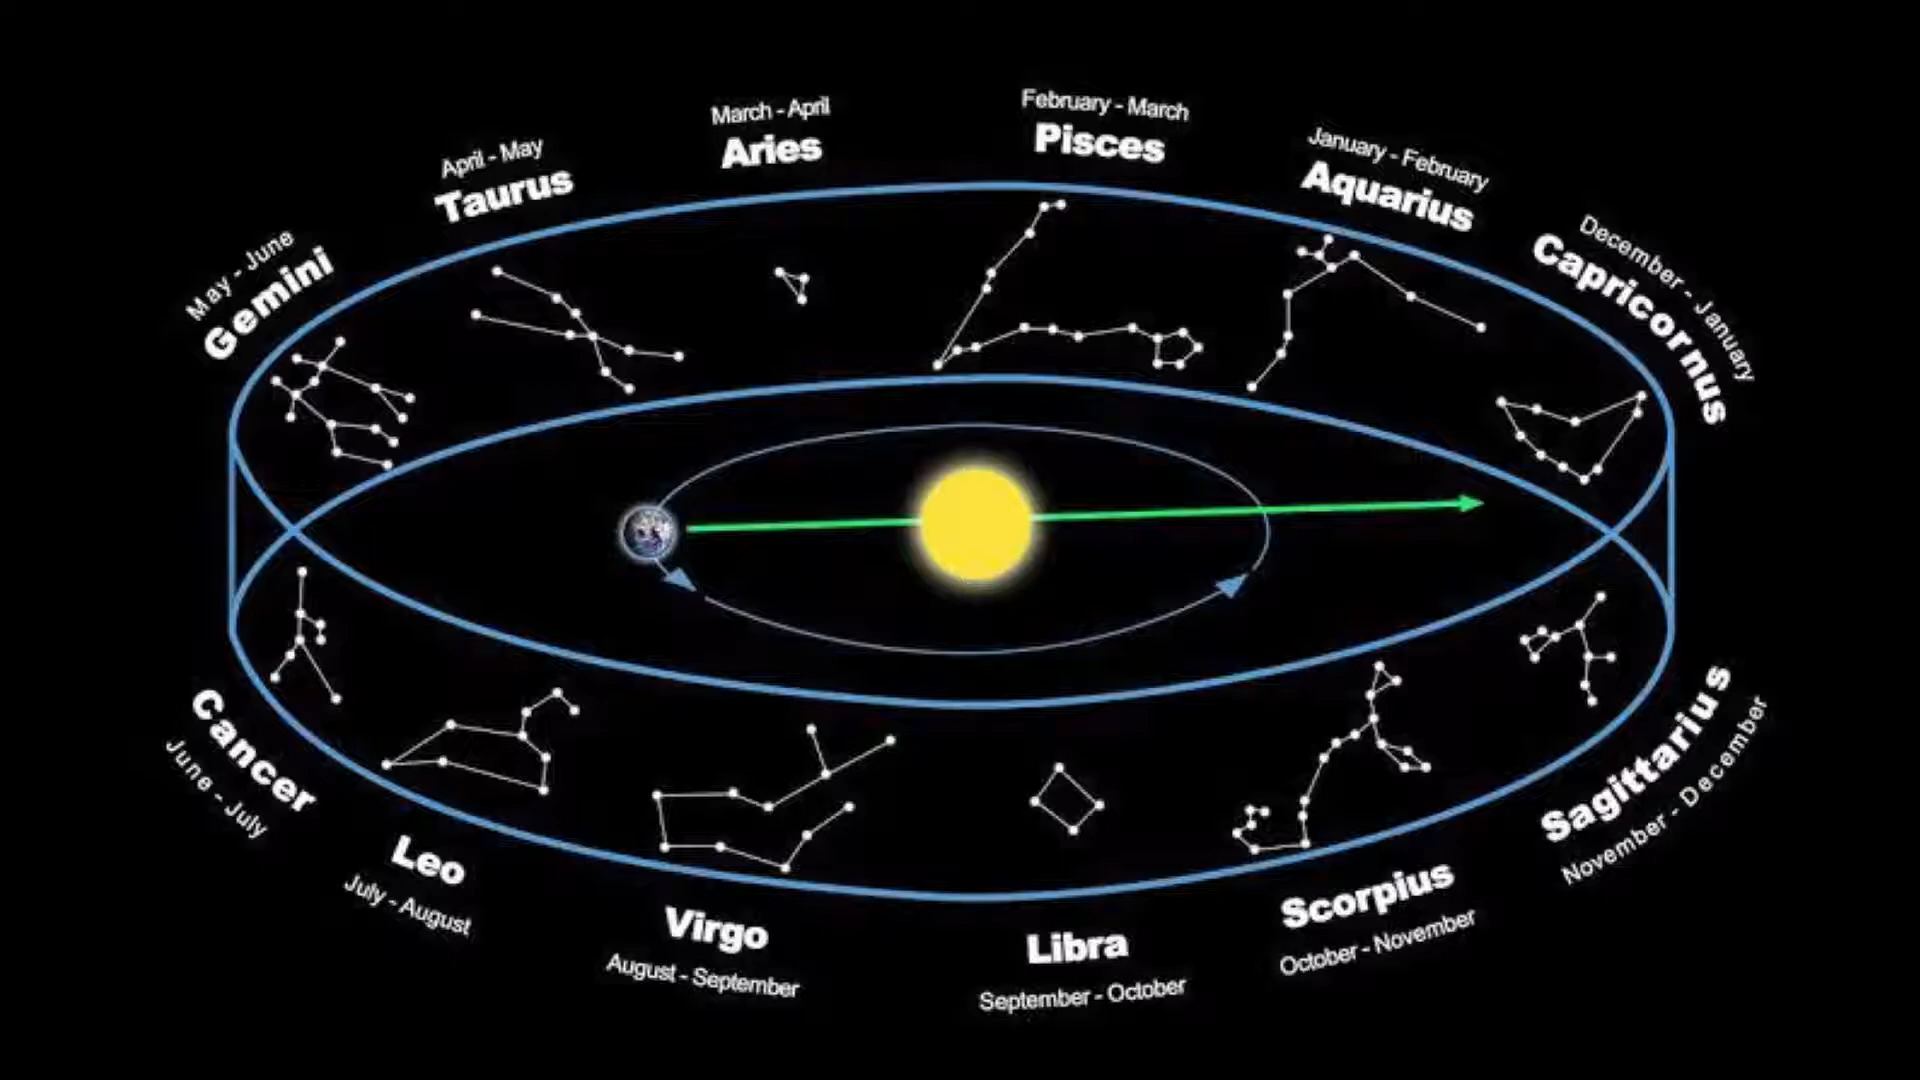 February - March
Pisces
March - April
Aries
January - February
Aquarius
April - May
Taurus
December - January
Capricornus
May - June
Gemini
Cancer
June - July
Sagittarius
November - December
Leo
July - August
Scorpius
October - November
Virgo
August - September
Libra
September - October